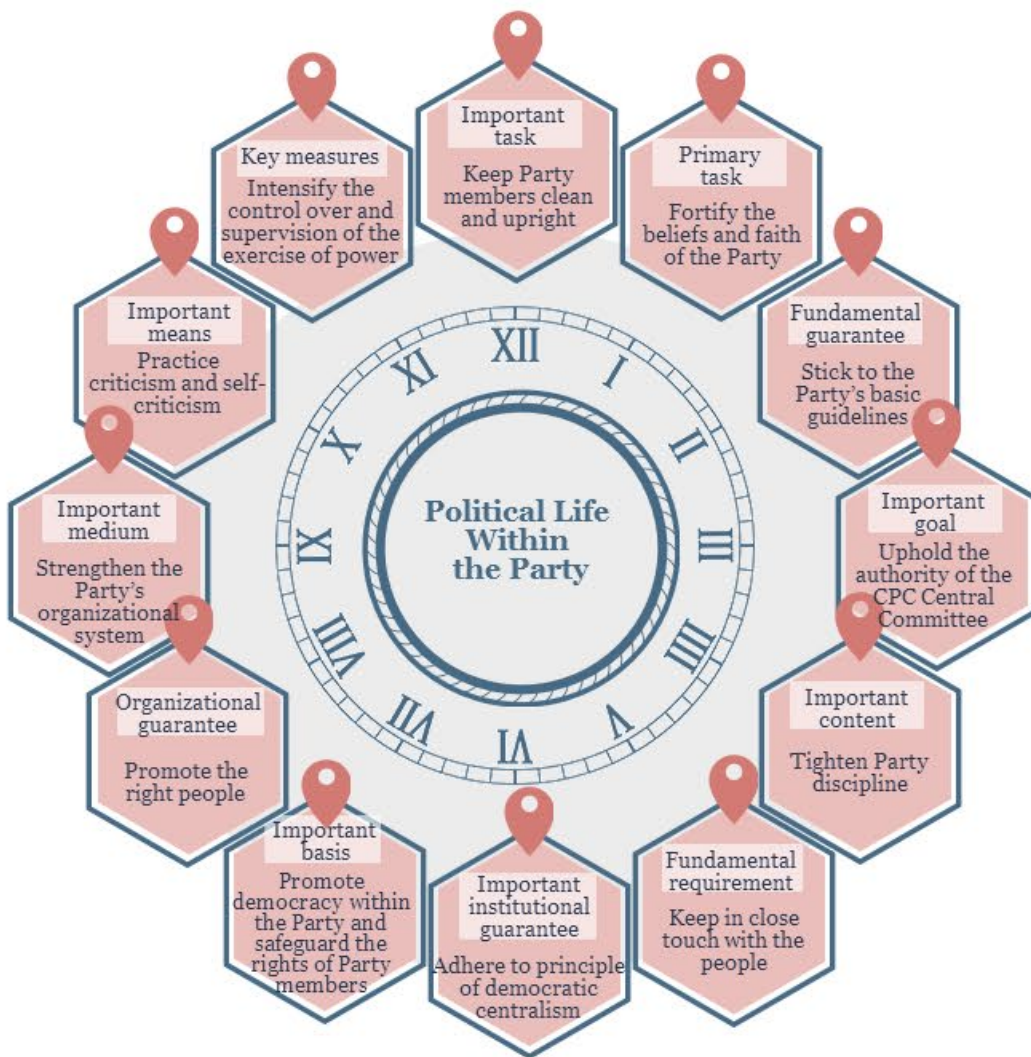 Important
task
Keep Party
members clean
and upright
Primary
task
Fortify the
beliefs and faith
of the Party
Fundamental
guarantee
Stick to the
Party’s basic
guidelines
Important
goal
Uphold the
authority of the
CPC Central
Committee
Important
content
Tighten Party
discipline
Fundamental
requirement
Keep in close
touch with the
people
Important
institutional
guarantee
Adhere to principle
of democratic
centralism
Important
basis
Promote
democracy within
the Party and
safeguard the
rights of Party
members
Organizational
guarantee
Promote the
right people
Important
medium
Strengthen the
Party’s
organizational
system
Important
means
Practice
criticism and self-
criticism
Key measures
Intensify the
control over and
supervision of the
exercise of power
XII
I
II
III
IIII
V
VI
VII
VIII
IX
X
XI
Political Life
Within
the Party